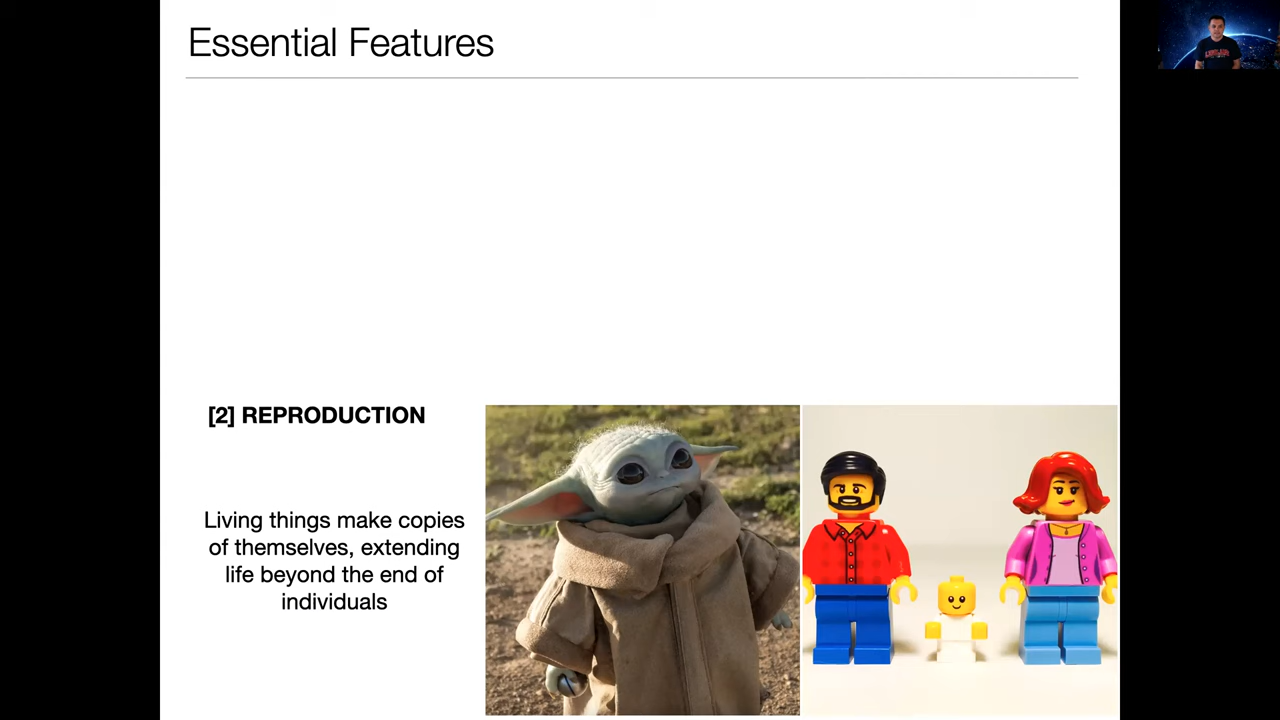 Essential Features
[2] REPRODUCTION
Living things make copies
of themselves, extending
life beyond the end of
individuals